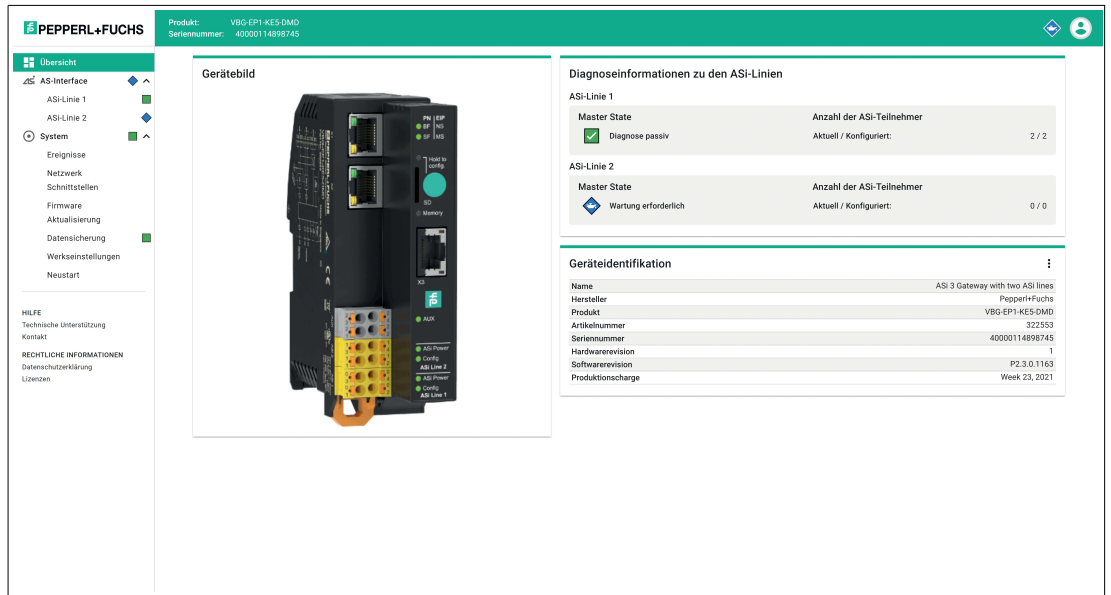 PEPPERL+FUCHS
Produkt: VBG-EP1-KE5-DMD
Seriennummer: 40000114898745
Übersicht
AS-Interface
ASi-Linie 1
ASi-Linie 2
System
Ereignisse
Netzwerk
Schnittstellen
Firmware
Aktualisierung
Datensicherung
Werkseinstellungen
Neustart
HILFE
Technische Unterstützung
Kontakt
RECHTLICHE INFORMATIONEN
Datenschutzerklärung
Lizenzen
Gerätebild
PEPPERL+FUCHS
PN EIP
BF NS
SF MS
Hold to
config
SD
Memory
X3
AUX
ASi Power
Config
ASi Line 2
ASi Power
Config
ASi Line 1
Diagnoseinformationen zu den ASi-Linien
ASi-Linie 1
Master State Anzahl der ASi-Teilnehmer
Diagnose passiv Aktuell / Konfiguriert: 2 / 2
ASi-Linie 2
Master State Anzahl der ASi-Teilnehmer
Wartung erforderlich Aktuell / Konfiguriert: 0 / 0
Geräteidentifikation
Name ASi 3 Gateway with two ASi lines
Hersteller Pepperl+Fuchs
Produkt VBG-EP1-KE5-DMD
Artikelnummer 322553
Seriennummer 40000114898745
Hardwarerevision 1
Softwarerevision P2.3.0.1163
Produktionscharge Week 23, 2021